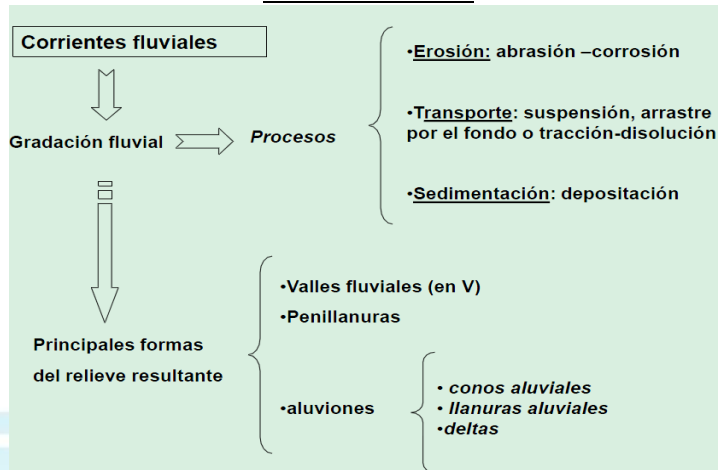 Corrientes fluviales
Gradación fluvial
Procesos
•Erosión: abrasión –corrosión
•Transporte: suspensión, arrastre
por el fondo o tracción-disolución
•Sedimentación: depositación
Principales formas
del relieve resultante
•Valles fluviales (en V)
•Penillanuras
•aluviones
• conos aluviales
• llanuras aluviales
•deltas